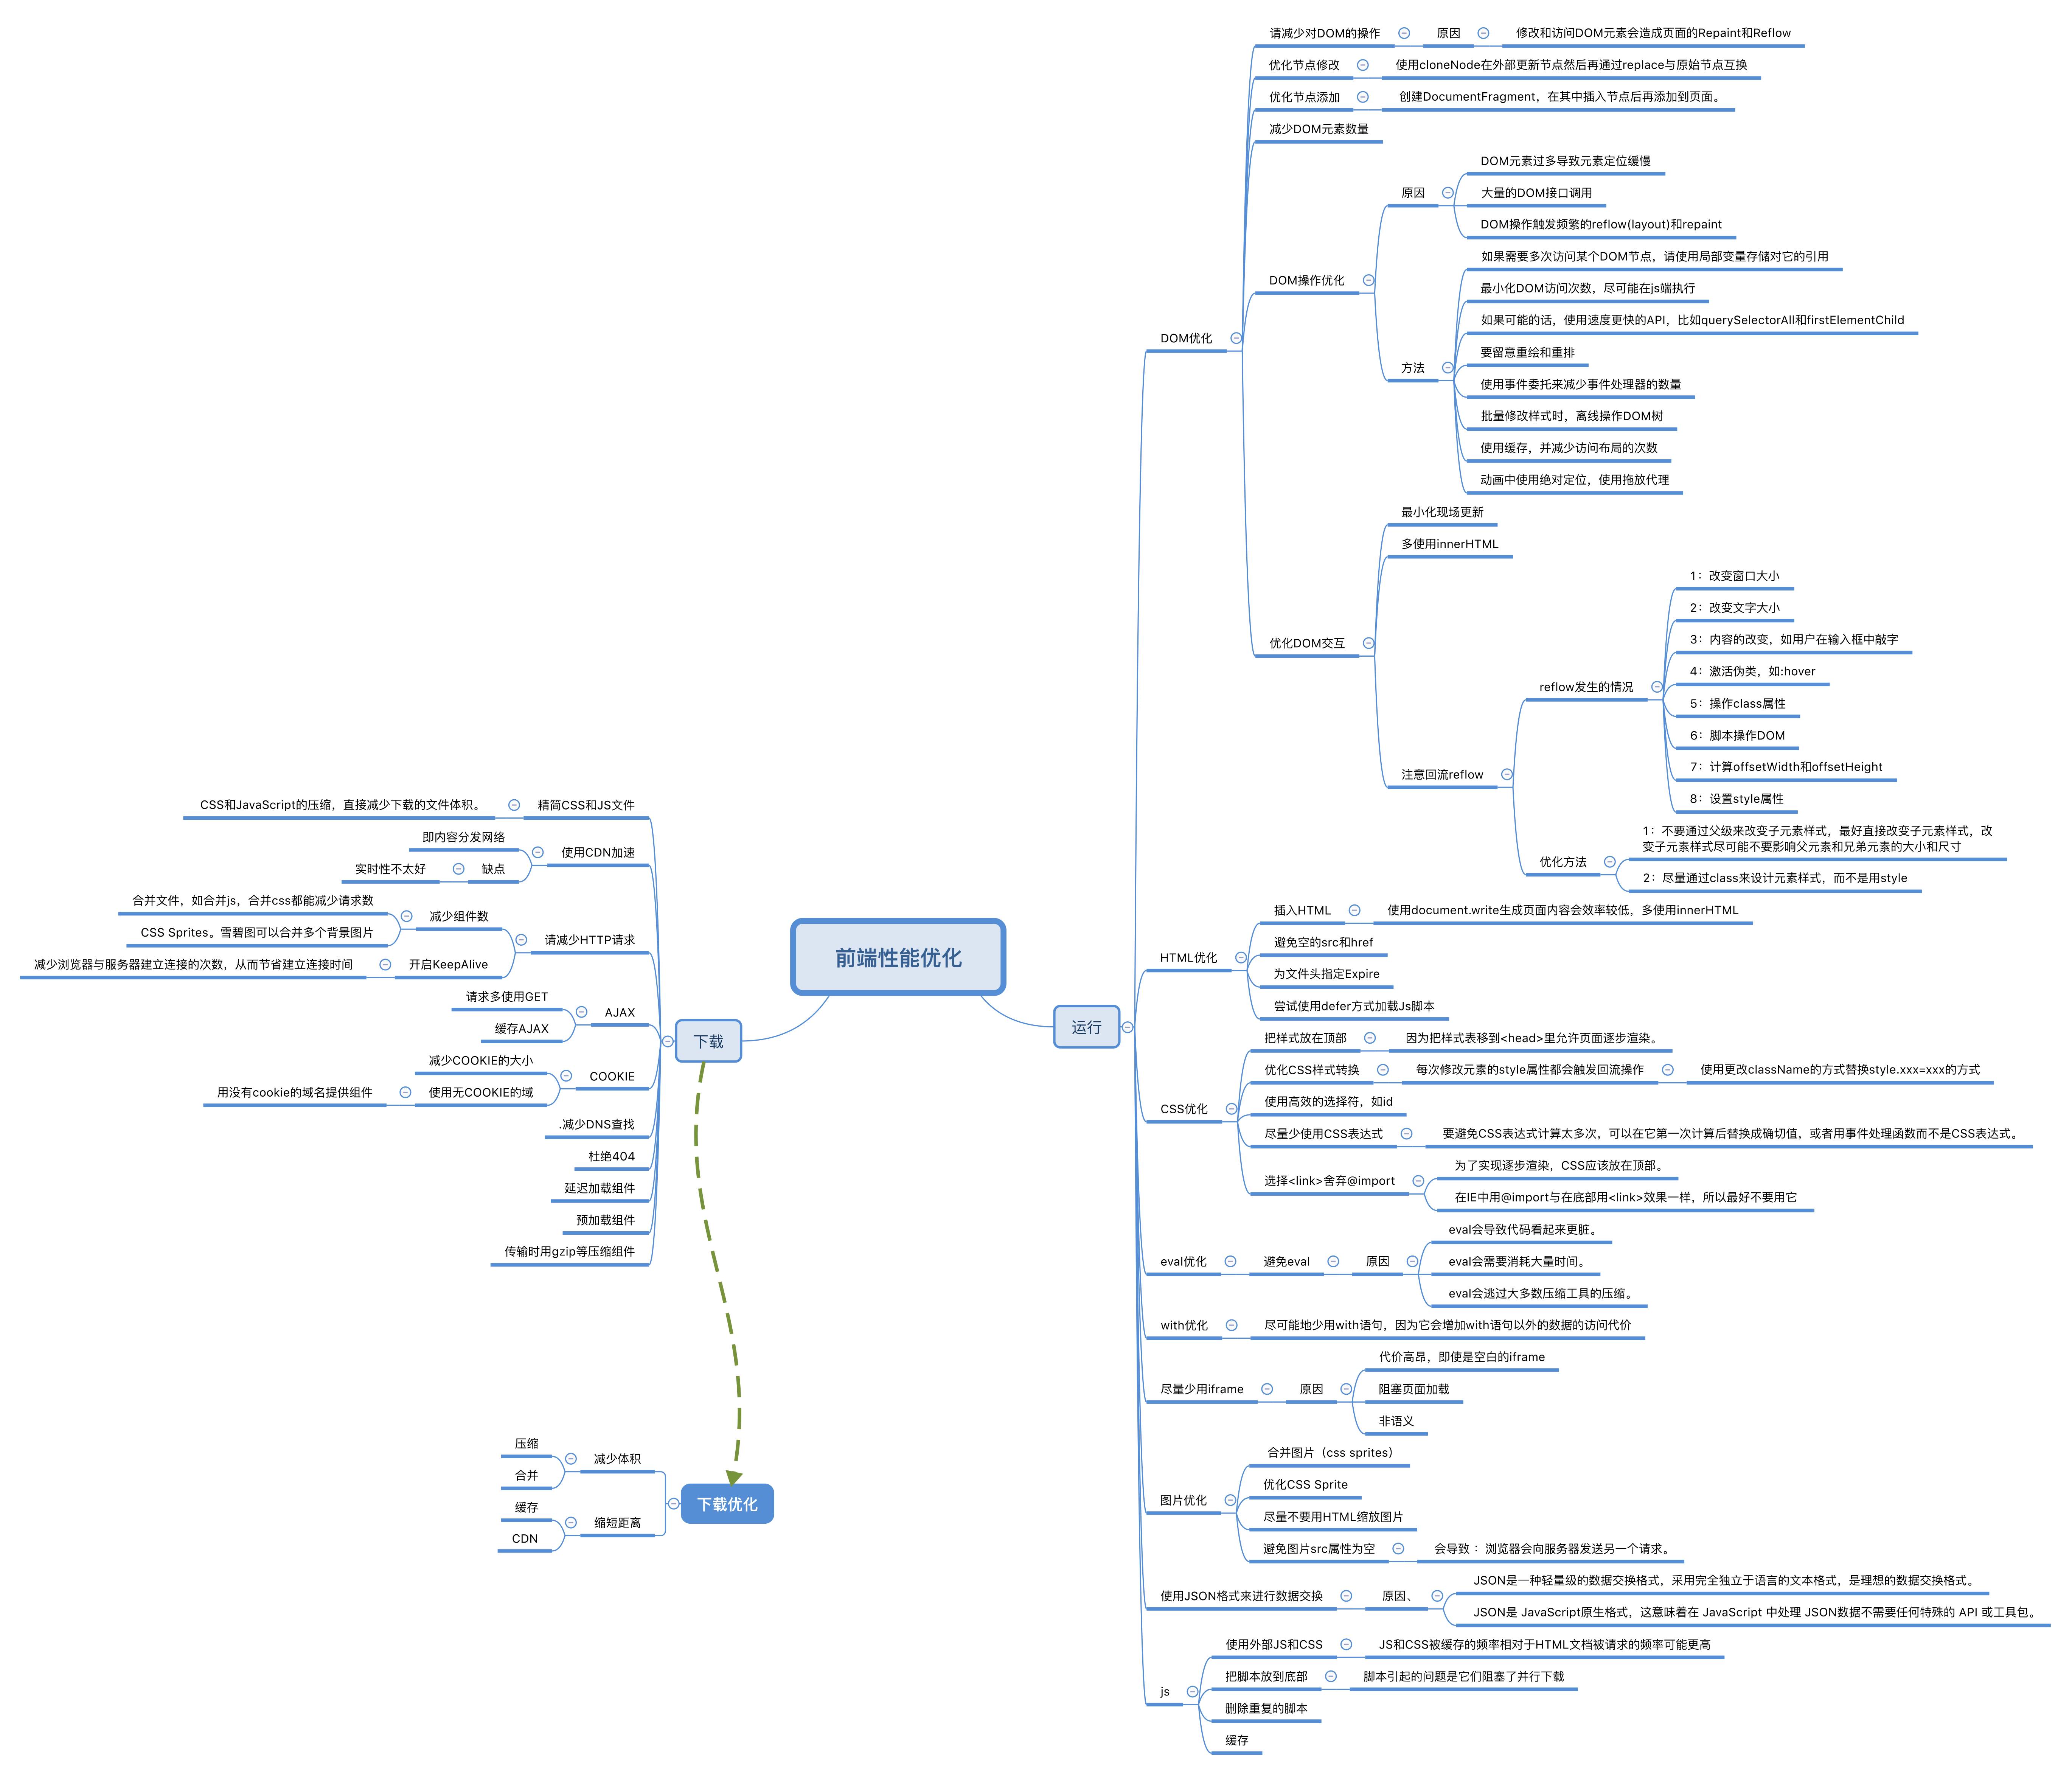 前端性能优化
下载
精简CSS和JS文件
CSS和JavaScript的压缩，直接减少下载的文件体积。
使用CDN加速
即内容分发网络
缺点
实时性不太好
请减少HTTP请求
减少组件数
合并文件，如合并js，合并css都能减少请求数
CSS Sprites。雪碧图可以合并多个背景图片
开启KeepAlive
减少浏览器与服务器建立连接的次数，从而节省建立连接时间
AJAX
请求多使用GET
缓存AJAX
COOKIE
减少COOKIE的大小
使用无COOKIE的域
用没有cookie的域名提供组件
.减少DNS查找
杜绝404
延迟加载组件
预加载组件
传输时用gzip等压缩组件
下载优化
减少体积
压缩
合并
缩短距离
缓存
CDN
运行
DOM优化
请减少对DOM的操作
原因
修改和访问DOM元素会造成页面的Repaint和Reflow
优化节点修改
使用cloneNode在外部更新节点然后再通过replace与原始节点互换
优化节点添加
创建DocumentFragment，在其中插入节点后再添加到页面。
减少DOM元素数量
DOM操作优化
原因
DOM元素过多导致元素定位缓慢
大量的DOM接口调用
DOM操作触发频繁的reflow(layout)和repaint
方法
如果需要多次访问某个DOM节点，请使用局部变量存储对它的引用
最小化DOM访问次数，尽可能在js端执行
如果可能的话，使用速度更快的API，比如querySelectorAll和firstElementChild
要留意重绘和重排
使用事件委托来减少事件处理器的数量
批量修改样式时，离线操作DOM树
使用缓存，并减少访问布局的次数
动画中使用绝对定位，使用拖放代理
优化DOM交互
最小化现场更新
多使用innerHTML
注意回流reflow
reflow发生的情况
1：改变窗口大小
2：改变文字大小
3：内容的改变，如用户在输入框中敲字
4：激活伪类，如:hover
5：操作class属性
6：脚本操作DOM
7：计算offsetWidth和offsetHeight
8：设置style属性
优化方法
1：不要通过父级来改变子元素样式，最好直接改变子元素样式，改
变子元素样式尽可能不要影响父元素和兄弟元素的大小和尺寸
2：尽量通过class来设计元素样式，而不是用style
HTML优化
插入HTML
使用document.write生成页面内容会效率较低，多使用innerHTML
避免空的src和href
为文件头指定Expire
尝试使用defer方式加载Js脚本
CSS优化
把样式放在顶部
因为把样式表移到<head>里允许页面逐步渲染。
优化CSS样式转换
每次修改元素的style属性都会触发回流操作
使用更改className的方式替换style.xxx=xxx的方式
使用高效的选择符，如id
尽量少使用CSS表达式
要避免CSS表达式计算太多次，可以在它第一次计算后替换成确切值，或者用事件处理函数而不是CSS表达式。
选择<link>舍弃@import
为了实现逐步渲染，CSS应该放在顶部。
在IE中用@import与在底部用<link>效果一样，所以最好不要用它
eval优化
避免eval
原因
eval会导致代码看起来更脏。
eval会需要消耗大量时间。
eval会逃过大多数压缩工具的压缩。
with优化
尽可能地少用with语句，因为它会增加with语句以外的数据的访问代价
尽量少用iframe
原因
代价高昂，即使是空白的iframe
阻塞页面加载
非语义
图片优化
合并图片（css sprites）
优化CSS Sprite
尽量不要用HTML缩放图片
避免图片src属性为空
会导致 ：浏览器会向服务器发送另一个请求。
使用JSON格式来进行数据交换
原因、
JSON是一种轻量级的数据交换格式，采用完全独立于语言的文本格式，是理想的数据交换格式。
JSON是 JavaScript原生格式，这意味着在 JavaScript 中处理 JSON数据不需要任何特殊的 API 或工具包。
js
使用外部JS和CSS
JS和CSS被缓存的频率相对于HTML文档被请求的频率可能更高
把脚本放到底部
脚本引起的问题是它们阻塞了并行下载
删除重复的脚本
缓存